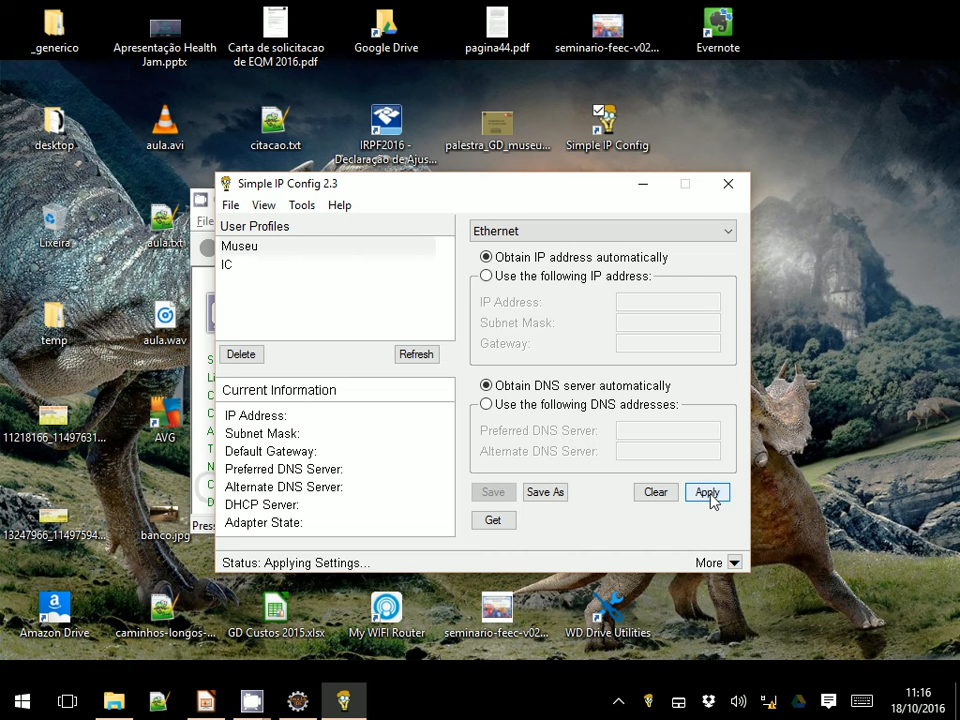 _generico
Apresentação Health
Jam.pptx
Carta de solicitacao
de EQM 2016.pdf
Google Drive
pagina44.pdf
seminario-feec-v02...
Evernote
desktop
aula.avi
citacao.txt
IRPF2016 -
Declaração de Ajus...
palestra_GD_museu...
Simple IP Config
Lixeira
aula.txt
temp
aula.wav
11218166_11497631...
AVG
13247966_11497594...
banco.jpg
File
Press
Simple IP Config 2.3
File View Tools Help
User Profiles
Museu
IC
Delete
Refresh
Current Information
IP Address:
Subnet Mask:
Default Gateway:
Preferred DNS Server:
Alternate DNS Server:
DHCP Server:
Adapter State:
Ethernet
Obtain IP address automatically
Use the following IP address:
IP Address:
Subnet Mask:
Gateway:
Obtain DNS server automatically
Use the following DNS addresses:
Preferred DNS Server:
Alternate DNS Server:
Save
Save As
Clear
Apply
Get
Status: Applying Settings...
More
Amazon Drive
caminhos-longos-...
GD Custos 2015.xlsx
My WIFI Router
seminario-feec-v02...
WD Drive Utilities
11:16
18/10/2016